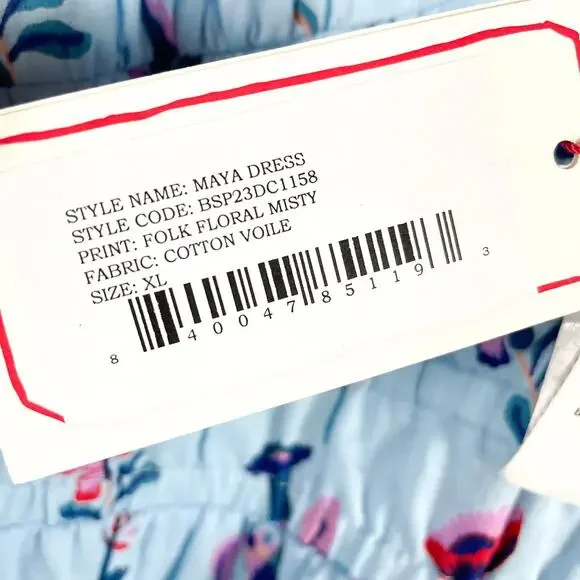 STYLE NAME: MAYA DRESS
STYLE CODE: BSP23DC1158
PRINT: FOLK FLORAL MISTY
FABRIC: COTTON VOILE
SIZE: XL
8 40047 85119 3